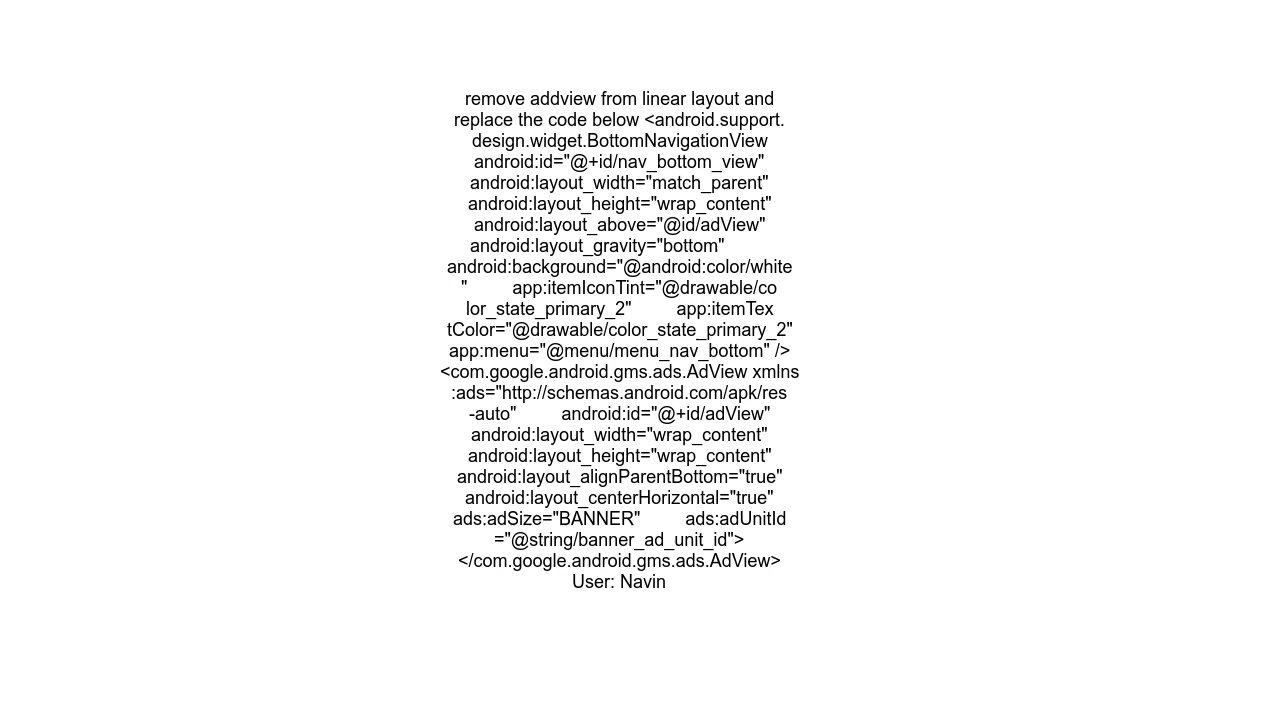 remove addview from linear layout and
replace the code below <android.support.
design.widget.BottomNavigationView
android:id="@+id/nav_bottom_view"
android:layout_width="match_parent"
android:layout_height="wrap_content"
android:layout_above="@id/adView"
android:layout_gravity="bottom"
android:background="@android:color/white
"         app:itemIconTint="@drawable/co
lor_state_primary_2"         app:itemTex
tColor="@drawable/color_state_primary_2"
app:menu="@menu/menu_nav_bottom" />
<com.google.android.gms.ads.AdView xmlns
:ads="http://schemas.android.com/apk/res
-auto"         android:id="@+id/adView"
android:layout_width="wrap_content"
android:layout_height="wrap_content"
android:layout_alignParentBottom="true"
android:layout_centerHorizontal="true"
ads:adSize="BANNER"         ads:adUnitId
="@string/banner_ad_unit_id">
</com.google.android.gms.ads.AdView>
User: Navin